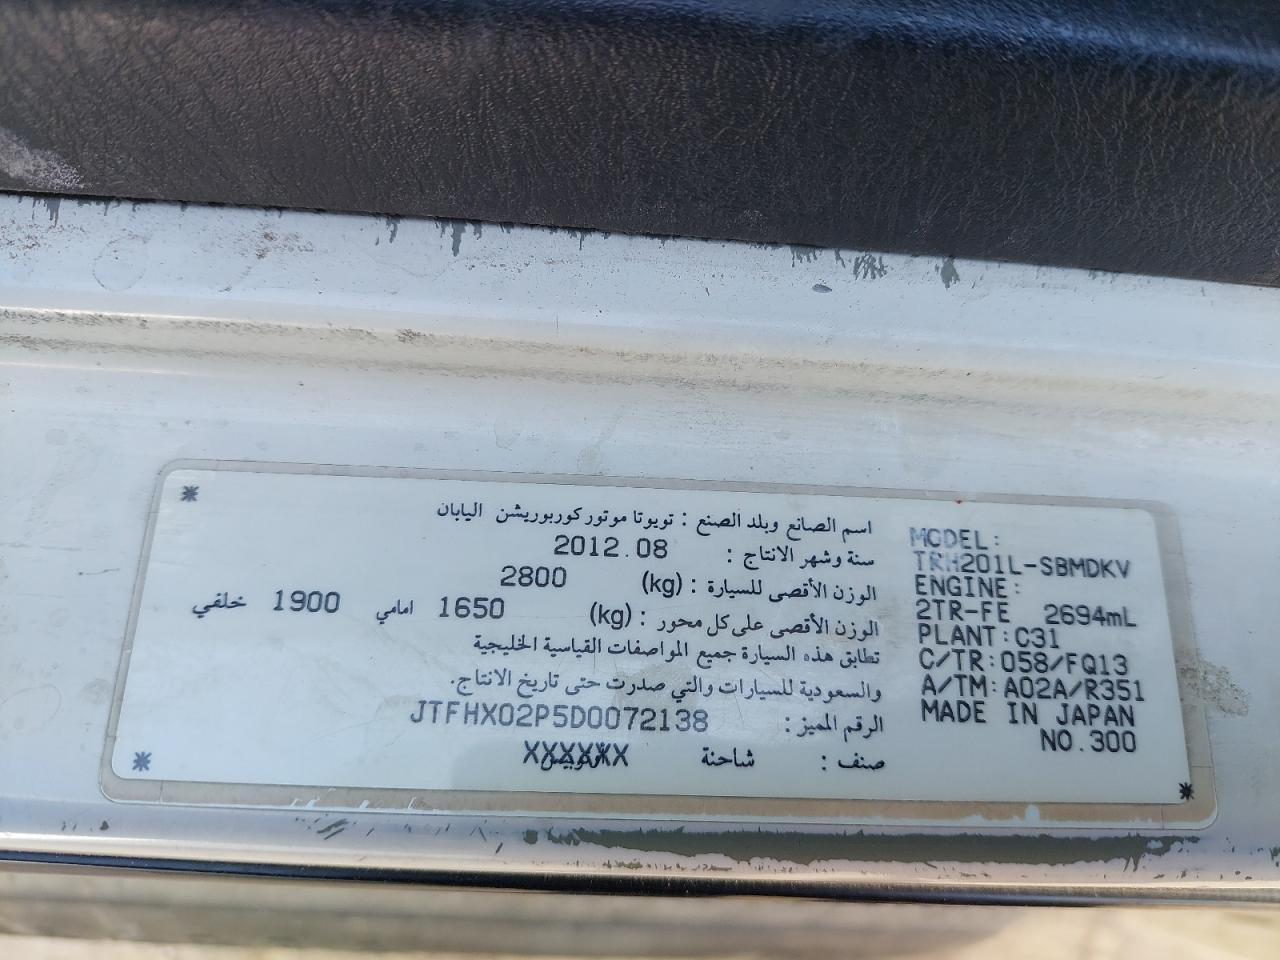 اسم الصانع وبلد الصنع : تويوتا موتور كوربوريشن اليابان
سنة وشهر الانتاج : 2012.08
الوزن الأقصى للسيارة : (kg) 2800
الوزن الأقصى على كل محور : (kg) 1650 امامي 1900 خلفي
تطابق هذه السيارة جميع المواصفات القياسية الخليجية
والسعودية للسيارات والتي صدرت حتى تاريخ الانتاج.
الرقم المميز : JTFHX02P5D0072138
صنف : شاحنة XXXXXX
MODEL:
TRH201L-SBMDKV
ENGINE:
2TR-FE 2694mL
PLANT:C31
C/TR:058/FQ13
A/TM:A02A/R351
MADE IN JAPAN
NO.300